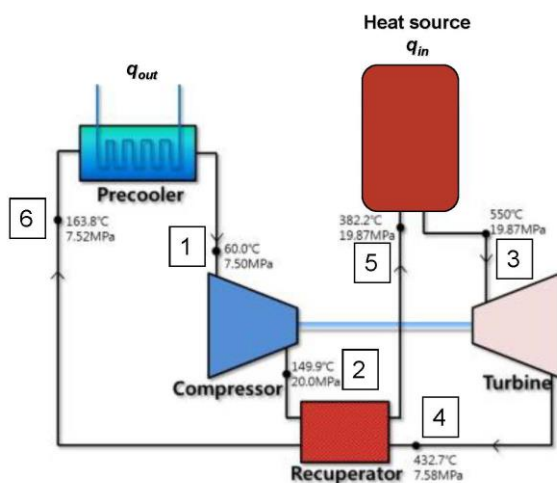 Heat source
q_in
q_out
Precooler
6
163.8℃
7.52MPa
1
60.0℃
7.50MPa
382.2℃
19.87MPa
5
550℃
19.87MPa
3
Compressor
149.9℃
20.0MPa
2
Turbine
4
432.7℃
7.58MPa
Recuperator